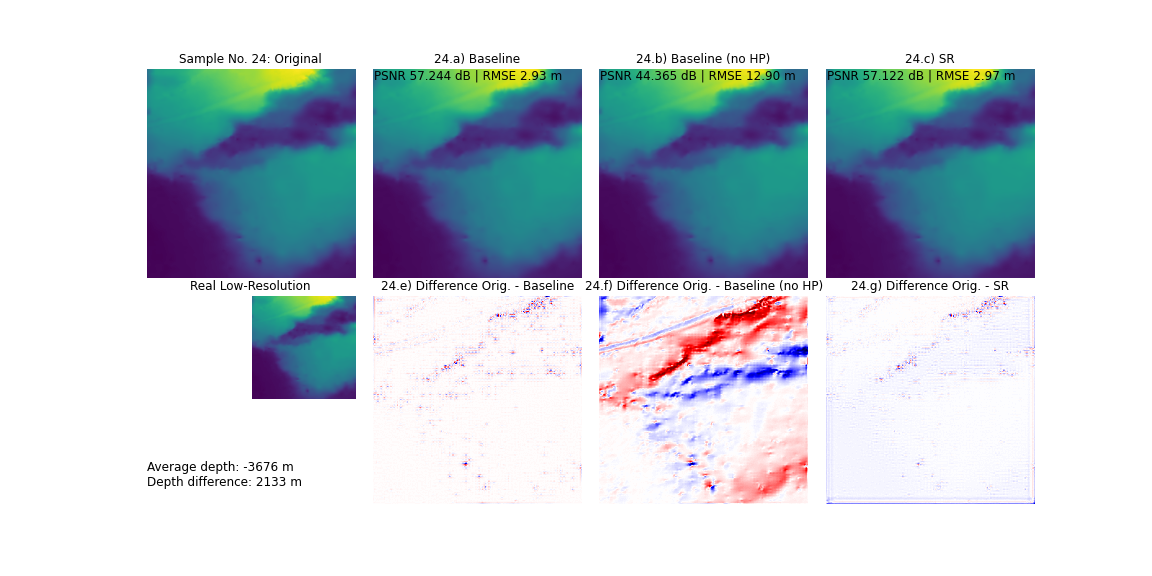 Sample No. 24: Original
24.a) Baseline
24.b) Baseline (no HP)
24.c) SR
PSNR 57.244 dB | RMSE 2.93 m
PSNR 44.365 dB | RMSE 12.90 m
PSNR 57.122 dB | RMSE 2.97 m
Real Low-Resolution
24.e) Difference Orig. - Baseline
24.f) Difference Orig. - Baseline (no HP)
24.g) Difference Orig. - SR
Average depth: -3676 m
Depth difference: 2133 m